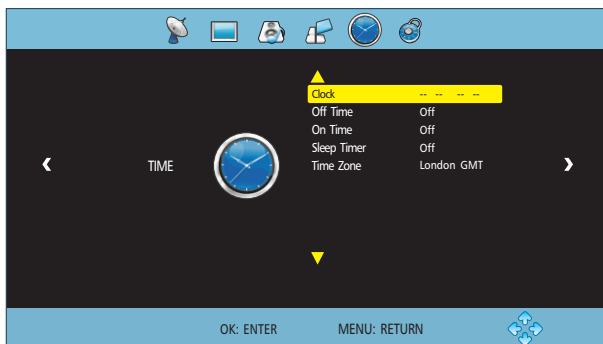 Clock -- -- -- --
Off Time Off
On Time Off
Sleep Timer Off
TIME
Time Zone London GMT
OK: ENTER MENU: RETURN